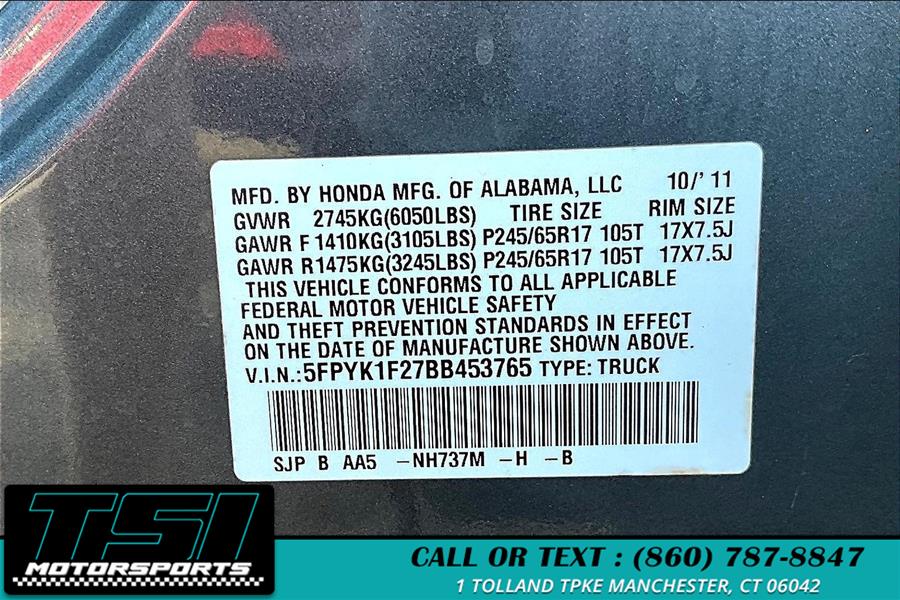 MFD. BY HONDA MFG. OF ALABAMA, LLC 10/'11
GVWR 2745KG(6050LBS) TIRE SIZE RIM SIZE
GAWR F 1410KG(3105LBS) P245/65R17 105T 17X7.5J
GAWR R1475KG(3245LBS) P245/65R17 105T 17X7.5J
THIS VEHICLE CONFORMS TO ALL APPLICABLE
FEDERAL MOTOR VEHICLE SAFETY
AND THEFT PREVENTION STANDARDS IN EFFECT
ON THE DATE OF MANUFACTURE SHOWN ABOVE.
V.I.N.:5FPYK1F27BB453765 TYPE: TRUCK
SJP B AA5 -NH737M -H -B
TSI
MOTORSPORTS
CALL OR TEXT : (860) 787-8847
1 TOLLAND TPKE MANCHESTER, CT 06042